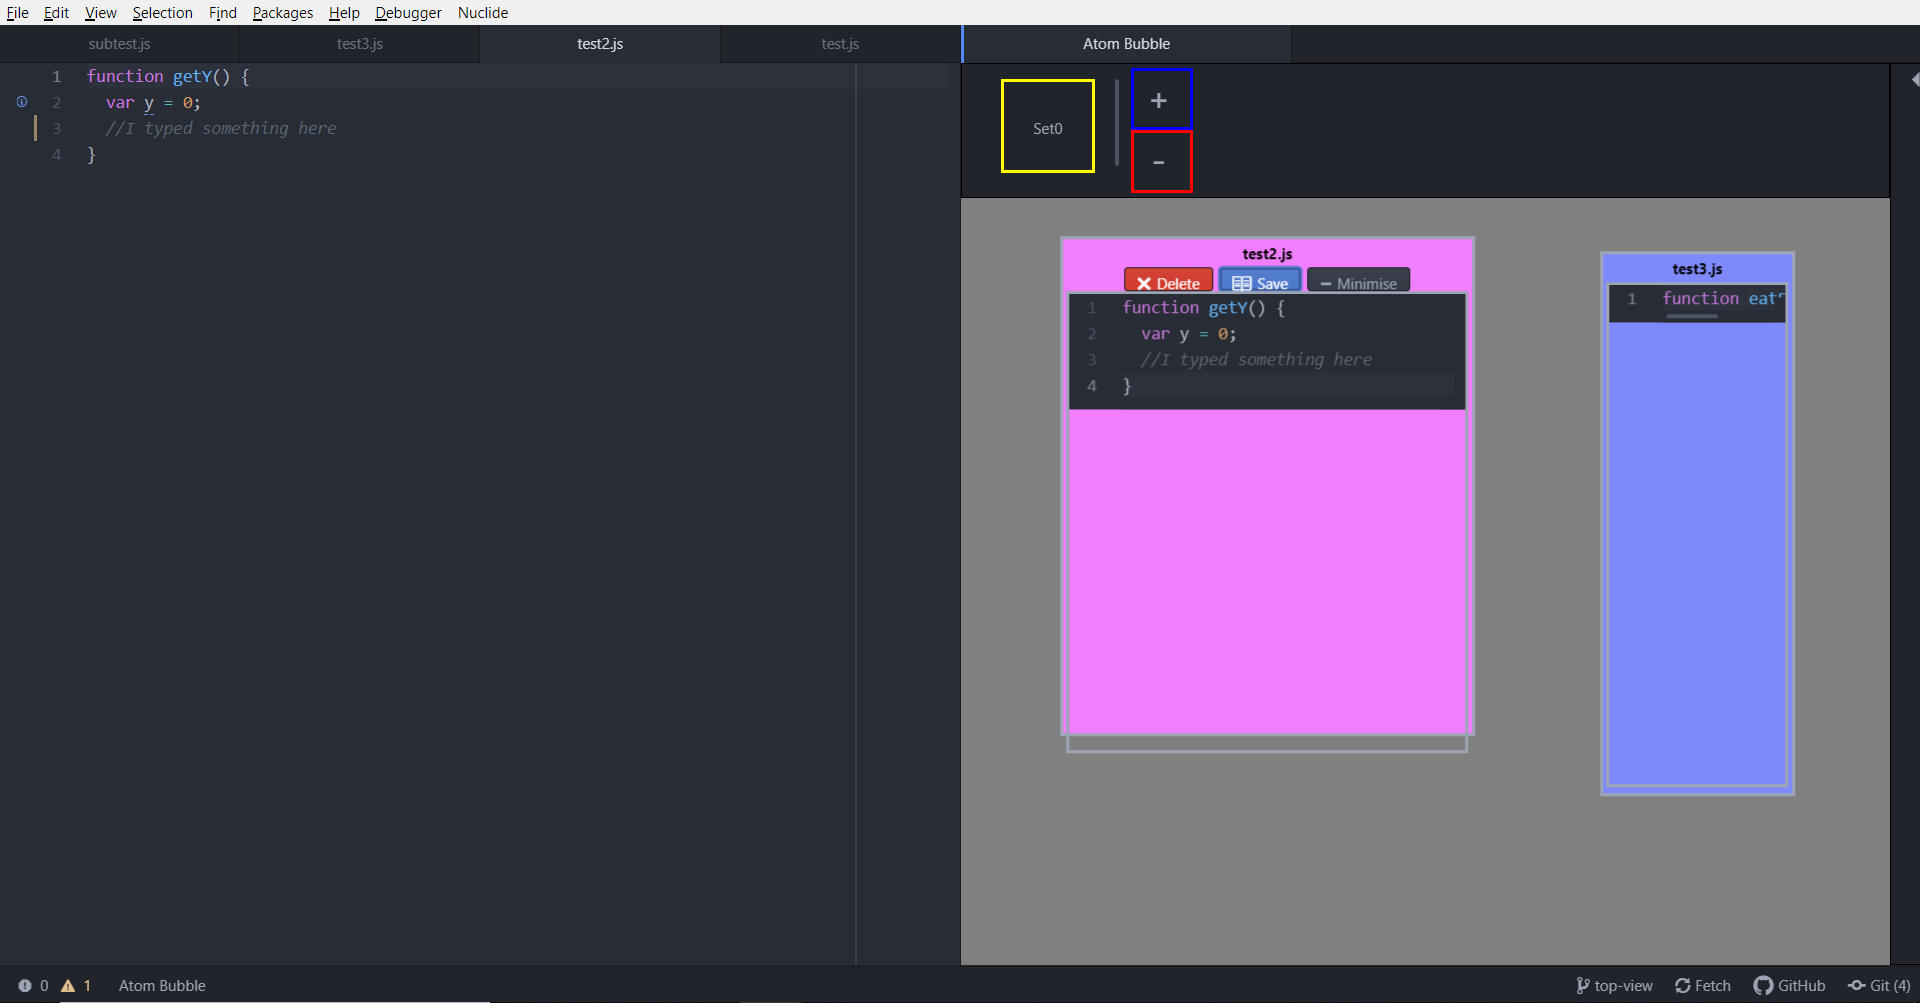 File Edit View Selection Find Packages Help Debugger Nuclide
subtest.js test3.js test2.js test.js Atom Bubble
1 function getY() {
2 var y = 0;
3 //I typed something here
4 }
Set0
+
-
test2.js
Delete Save Minimise
1 function getY() {
2 var y = 0;
3 //I typed something here
4 }
test3.js
1 function eat
0 1 Atom Bubble top-view Fetch GitHub Git (4)